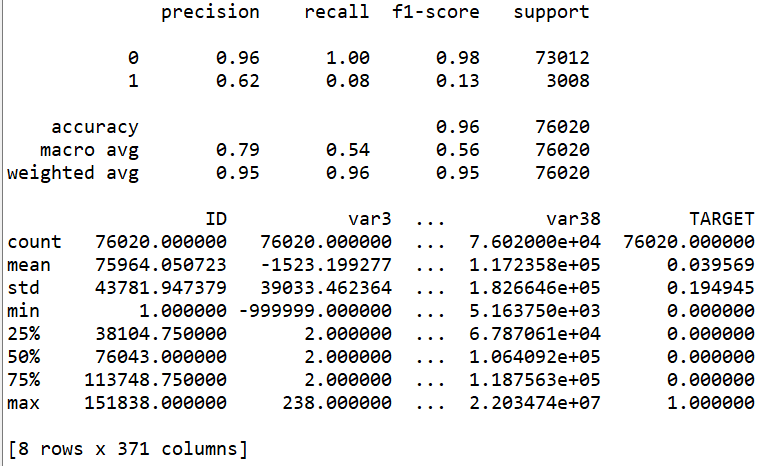 precision recall f1-score support
0 0.96 1.00 0.98 73012
1 0.62 0.08 0.13 3008
accuracy 0.96 76020
macro avg 0.79 0.54 0.56 76020
weighted avg 0.95 0.96 0.95 76020
ID var3 ... var38 TARGET
count 76020.000000 76020.000000 ... 7.602000e+04 76020.000000
mean 75964.050723 -1523.199277 ... 1.172358e+05 0.039569
std 43781.947379 39033.462364 ... 1.826646e+05 0.194945
min 1.000000 -999999.000000 ... 5.163750e+03 0.000000
25% 38104.750000 2.000000 ... 6.787061e+04 0.000000
50% 76043.000000 2.000000 ... 1.064092e+05 0.000000
75% 113748.750000 2.000000 ... 1.187563e+05 0.000000
max 151838.000000 238.000000 ... 2.203474e+07 1.000000
[8 rows x 371 columns]